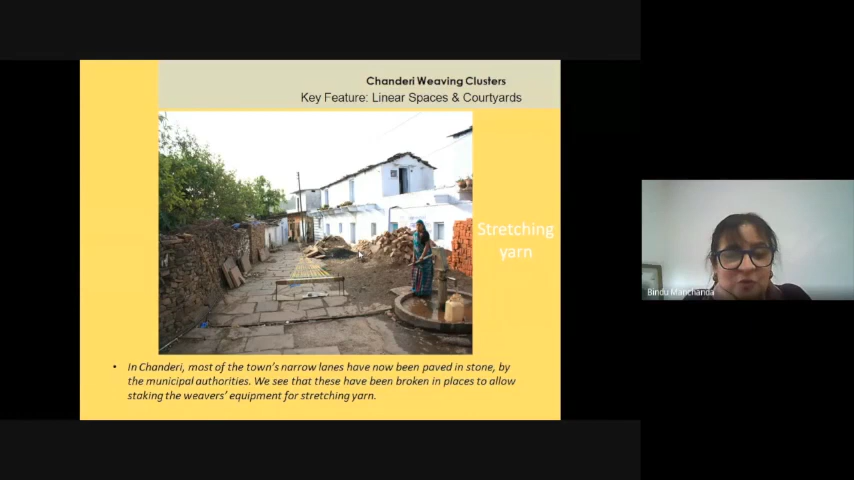 Chanderi Weaving Clusters
Key Feature: Linear Spaces & Courtyards
Stretching
yarn
• In Chanderi, most of the town's narrow lanes have now been paved in stone, by
the municipal authorities. We see that these have been broken in places to allow
staking the weavers' equipment for stretching yarn.
Bindu Manchanda